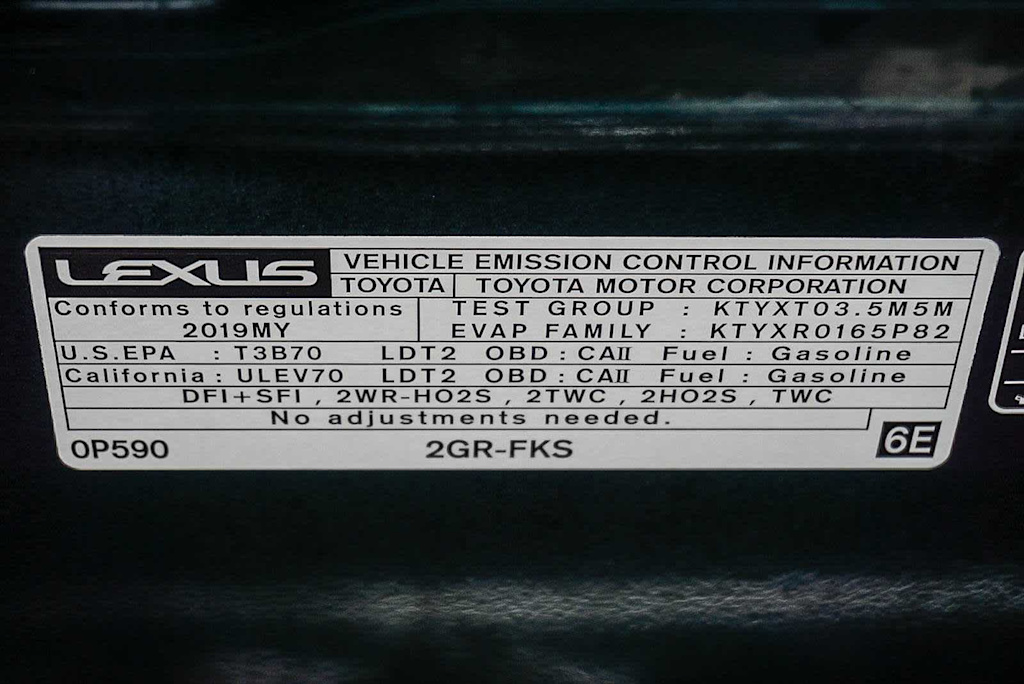 LEXUS VEHICLE EMISSION CONTROL INFORMATION
TOYOTA TOYOTA MOTOR CORPORATION
Conforms to regulations TEST GROUP : KTYXT03.5M5M
2019MY EVAP FAMILY : KTYXR0165P82
U.S.EPA : T3B70 LDT2 OBD : CAII Fuel : Gasoline
California : ULEV70 LDT2 OBD : CAII Fuel : Gasoline
DFI+SFI , 2WR-HO2S , 2TWC , 2HO2S , TWC
No adjustments needed.
0P590 2GR-FKS 6E